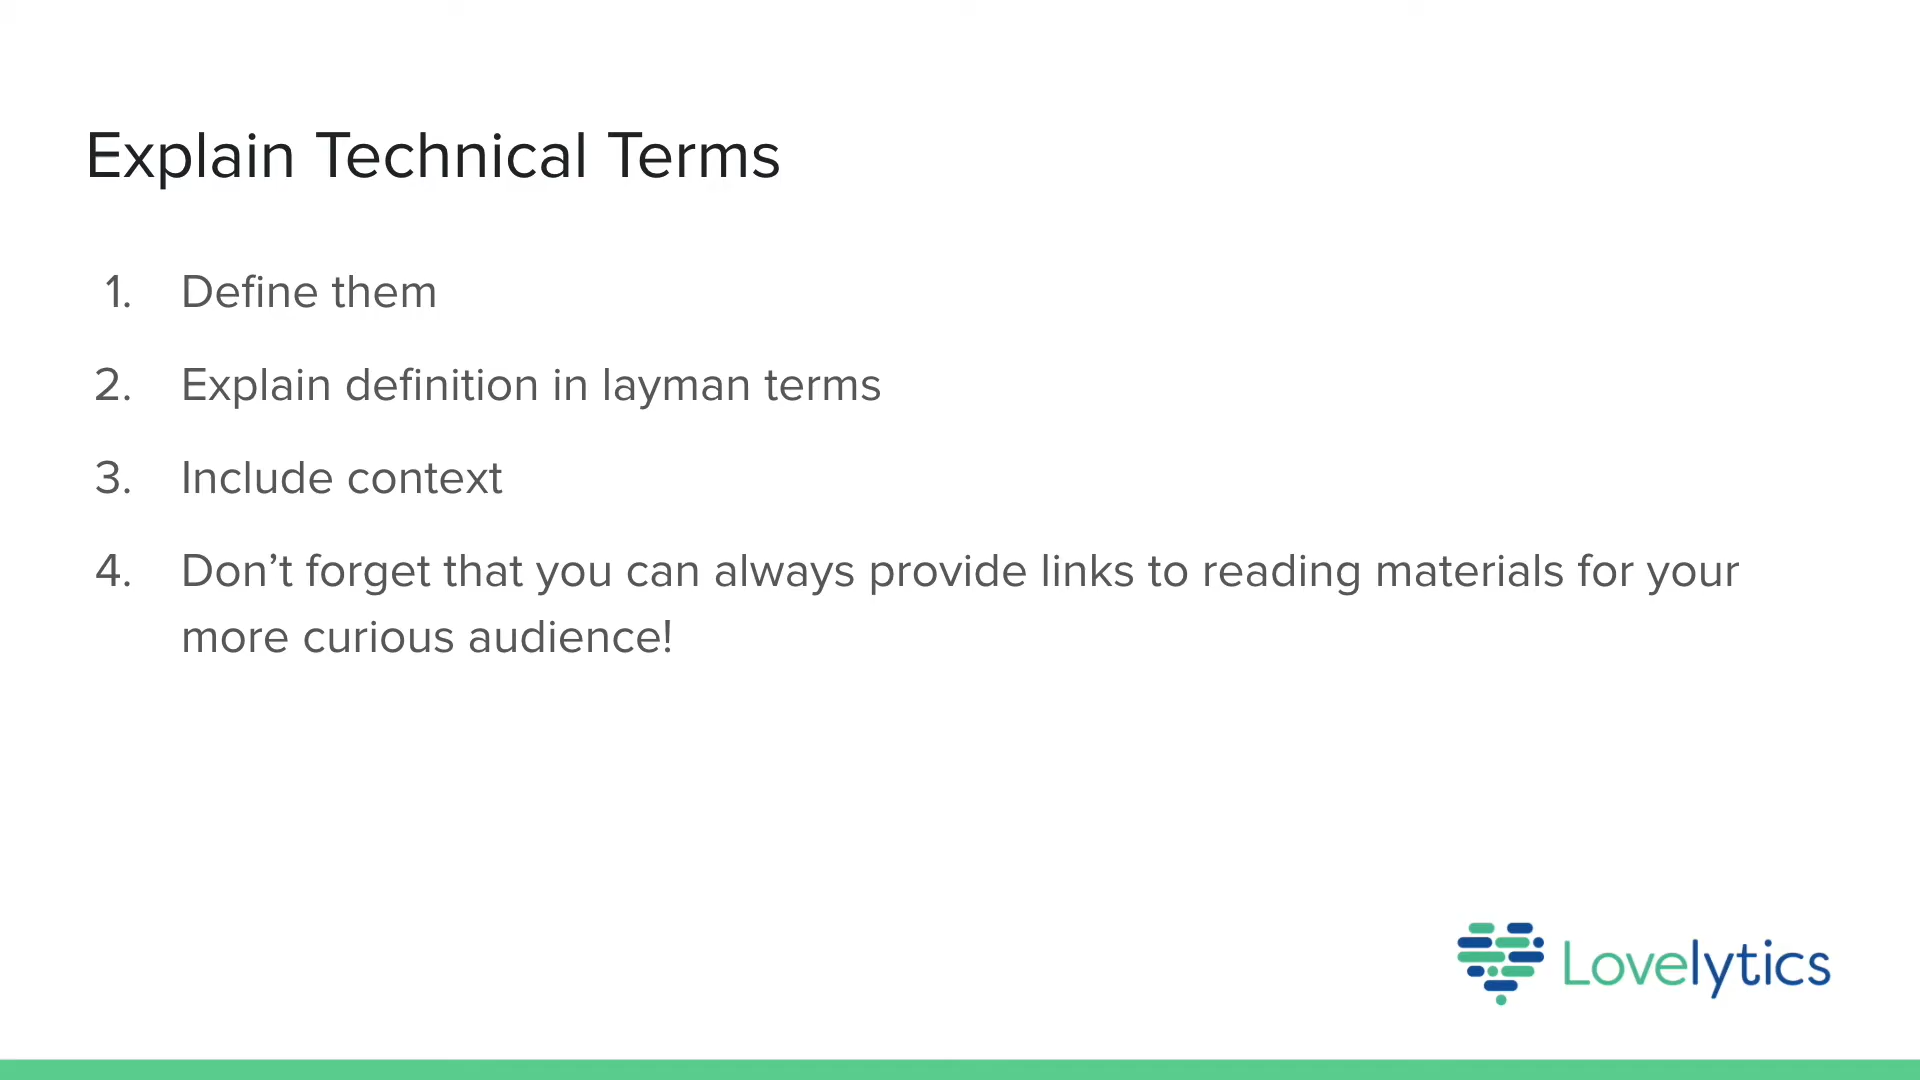 Explain Technical Terms
1. Define them
2. Explain definition in layman terms
3. Include context
4. Don’t forget that you can always provide links to reading materials for your
more curious audience!
Lovelytics